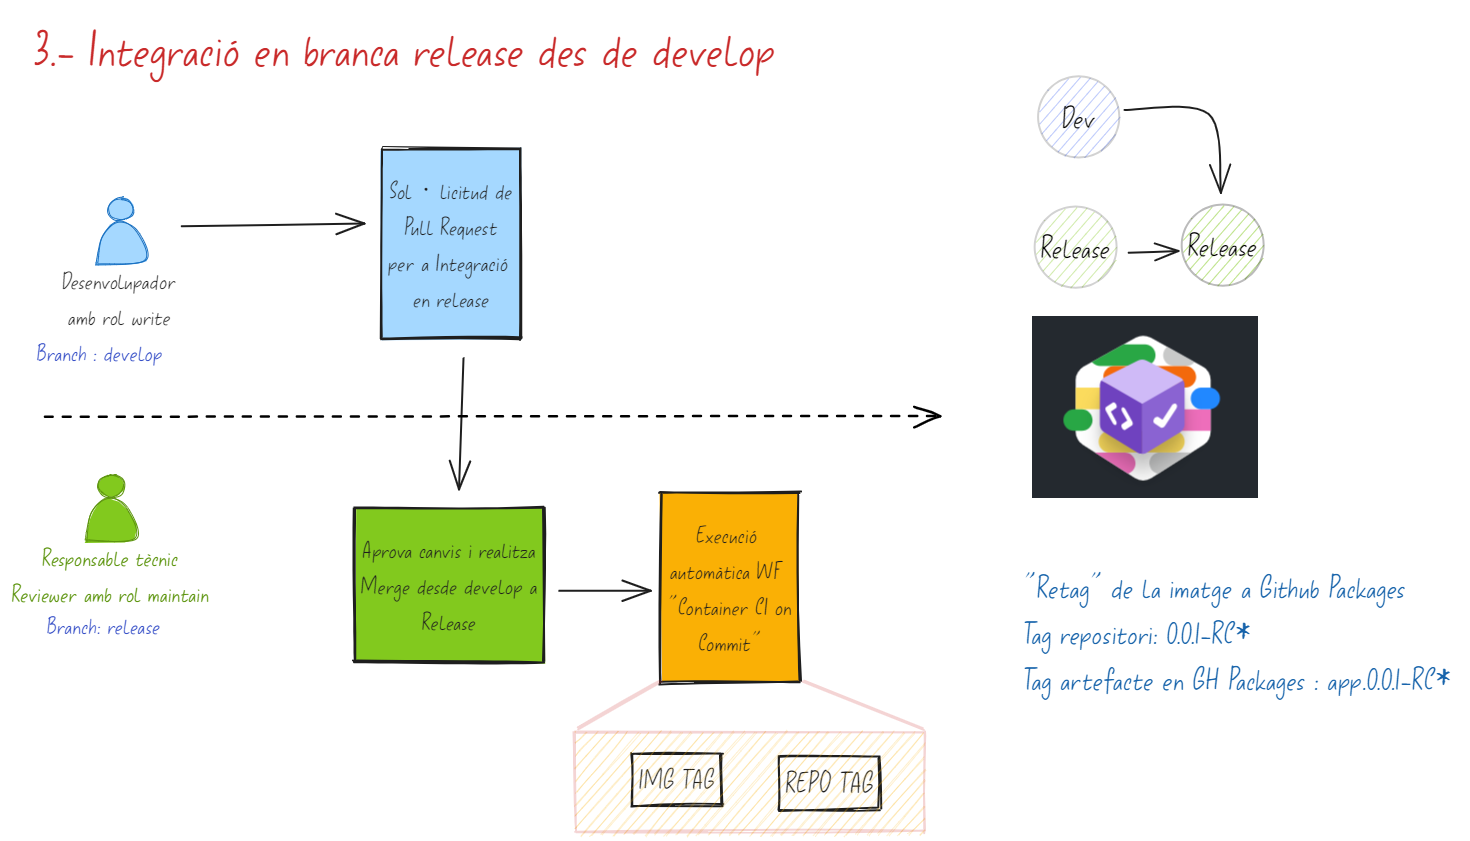 3.- Integració en branca release des de develop
Sol · licitud de
Pull Request
per a Integració
en release
Desenvolupador
amb rol write
Branch : develop
Responsable tècnic
Reviewer amb rol maintain
Branch: release
Aprova canvis i realitza
Merge desde develop a
Release
Execució
automàtica WF
"Container CI on
Commit"
IMG TAG
REPO TAG
Dev
Release
Release
"Retag" de la imatge a Github Packages
Tag repositori: 0.0.1-RC*
Tag artefacte en GH Packages : app.0.0.1-RC*